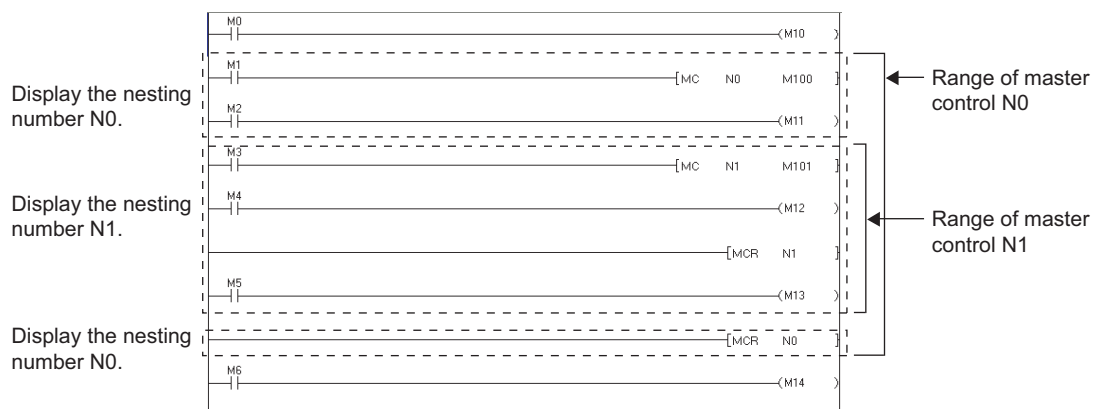 M0
(M10 )
M1
[MC N0 M100 ]
Range of master
control N0
Display the nesting
number N0.
M2
(M11 )
M3
[MC N1 M101 ]
Display the nesting
number N1.
M4
(M12 )
Range of master
control N1
[MCR N1 ]
M5
(M13 )
Display the nesting
number N0.
[MCR N0 ]
M6
(M14 )